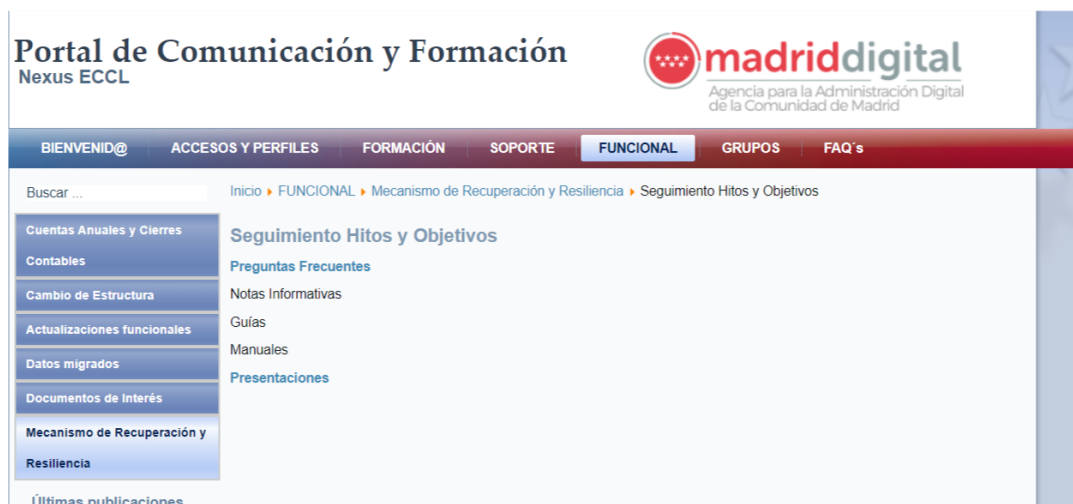 Portal de Comunicación y Formación
Nexus ECCL
madriddigital
Agencia para la Administración Digital
de la Comunidad de Madrid
BIENVENID@ ACCESOS Y PERFILES FORMACIÓN SOPORTE FUNCIONAL GRUPOS FAQ´s
Buscar ...
Inicio FUNCIONAL Mecanismo de Recuperación y Resiliencia Seguimiento Hitos y Objetivos
Cuentas Anuales y Cierres
Contables
Cambio de Estructura
Actualizaciones funcionales
Datos migrados
Documentos de Interés
Mecanismo de Recuperación y
Resiliencia
Últimas publicaciones
Seguimiento Hitos y Objetivos
Preguntas Frecuentes
Notas Informativas
Guías
Manuales
Presentaciones